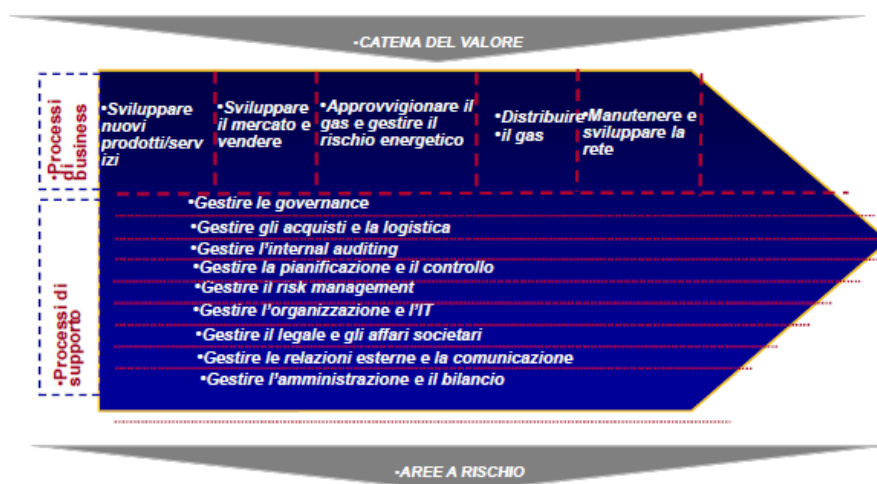 •CATENA DEL VALORE
•Processi
di
business
•Sviluppare
nuovi
prodotti/serv
izi
•Sviluppare
il mercato e
vendere
•Approvvigionare il
gas e gestire il
rischio energetico
•Distribuire
•il gas
•Manutenere e
sviluppare la
rete
•Processi di
supporto
•Gestire le governance
•Gestire gli acquisti e la logistica
•Gestire l'internal auditing
•Gestire la pianificazione e il controllo
•Gestire il risk management
•Gestire l'organizzazione e l'IT
•Gestire il legale e gli affari societari
•Gestire le relazioni esterne e la comunicazione
•Gestire l'amministrazione e il bilancio
•AREE A RISCHIO